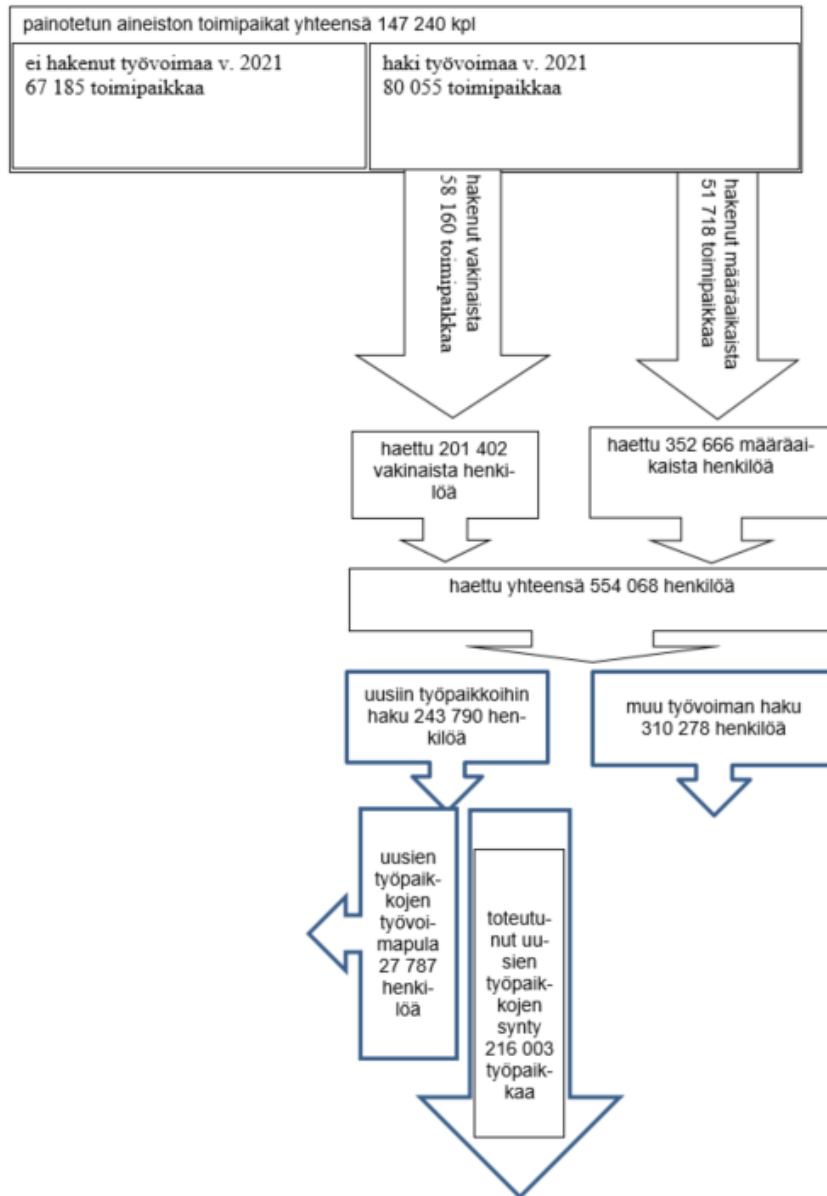 painotetun aineiston toimipaikat yhteensä 147 240 kpl
ei hakenut työvoimaa v. 2021
67 185 toimipaikkaa
haki työvoimaa v. 2021
80 055 toimipaikkaa
hakenut vakinaista
58 160 toimipaikkaa
hakenut määräaikaista
51 718 toimipaikkaa
haettu 201 402
vakinaista henki-
löä
haettu 352 666 määräai-
kaista henkilöä
haettu yhteensä 554 068 henkilöä
uusiin työpaikkoihin
haku 243 790 hen-
kilöä
muu työvoiman haku
310 278 henkilöä
uusien
työpaik-
kojen
työvoi-
mapula
27 787
henki-
löä
toteutu-
nut uu-
sien
työpaik-
kojen
synty
216 003
työpaik-
kaa